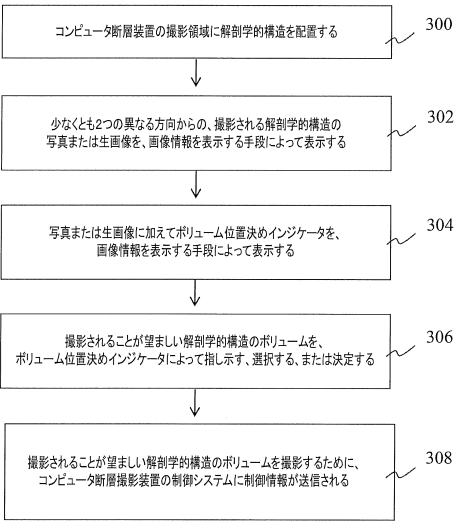 コンピュータ断層装置の撮影領域に解剖学的構造を配置する
300
少なくとも2つの異なる方向からの、撮影される解剖学的構造の
写真または生画像を、画像情報を表示する手段によって表示する
302
写真または生画像に加えてボリューム位置決めインジケータを、
画像情報を表示する手段によって表示する
304
撮影されることが望ましい解剖学的構造のボリュームを、
ボリューム位置決めインジケータによって指し示す、選択する、または決定する
306
撮影されることが望ましい解剖学的構造のボリュームを撮影するために、
コンピュータ断層撮影装置の制御システムに制御情報が送信される
308